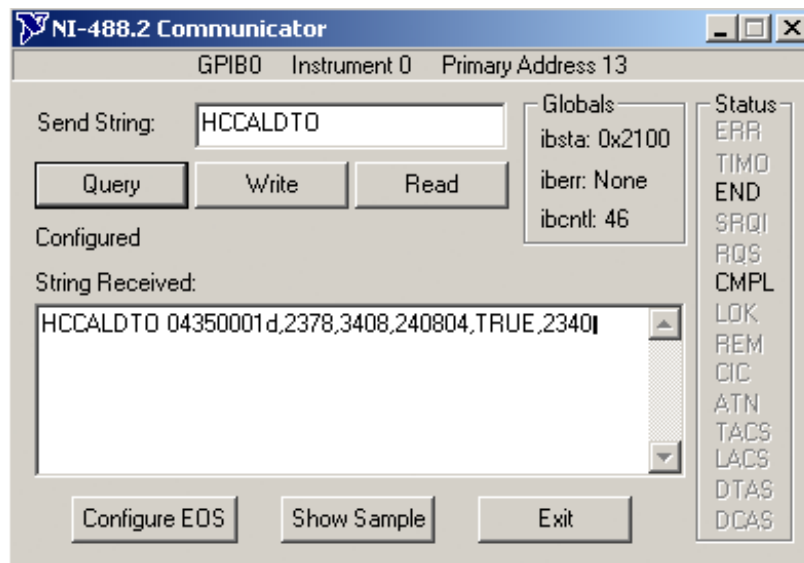 NI-488.2 Communicator
GPIB0 Instrument 0 Primary Address 13
Send String:
HCCALDTO
Query
Write
Read
Configured
Globals
ibsta: 0x2100
iberr: None
ibcntl: 46
String Received:
HCCALDTO 04350001d,2378,3408,240804,TRUE,2340
Configure EOS
Show Sample
Exit
Status
ERR
TIMO
END
SRQI
RQS
CMPL
LOK
REM
CIC
ATN
TACS
LACS
DTAS
DCAS